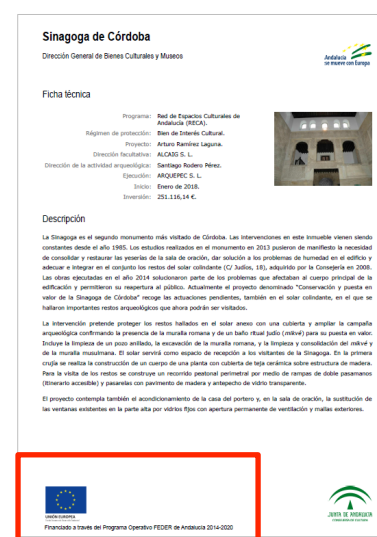 Sinagoga de Córdoba
Dirección General de Bienes Culturales y Museos
Andalucía
se mueve con Europa
Ficha técnica
Programa: Red de Espacios Culturales de
Andalucía (RECA).
Régimen de protección: Bien de Interés Cultural.
Proyecto: Arturo Ramírez Laguna.
Dirección facultativa: ALCAIG S. L.
Dirección de la actividad arqueológica: Santiago Rodero Pérez.
Ejecución: ARQUEPEC S. L.
Inicio: Enero de 2018.
Inversión: 251.116,14 €.
Descripción
La Sinagoga es el segundo monumento más visitado de Córdoba. Las intervenciones en este inmueble vienen siendo
constantes desde el año 1985. Los estudios realizados en el monumento en 2013 pusieron de manifiesto la necesidad
de consolidar y restaurar las yeserías de la sala de oración, dar solución a los problemas de humedad en el edificio y
adecuar e integrar en el conjunto los restos del solar colindante (C/ Judíos, 18), adquirido por la Consejería en 2008.
Las obras ejecutadas en el año 2014 solucionaron parte de los problemas que afectaban al cuerpo principal de la
edificación y permitieron su reapertura al público. Actualmente el proyecto denominado "Conservación y puesta en
valor de la Sinagoga de Córdoba" recoge las actuaciones pendientes, también en el solar colindante, en el que se
hallaron importantes restos arqueológicos que ahora podrán ser visitados.
La intervención pretende proteger los restos hallados en el solar anexo con una cubierta y ampliar la campaña
arqueológica confirmando la presencia de la muralla romana y de un baño ritual judío (mikvé) para su puesta en valor.
Incluye la limpieza de un pozo anillado, la excavación de la muralla romana, y la limpieza y consolidación del mikvé y
de la muralla musulmana. El solar servirá como espacio de recepción a los visitantes de la Sinagoga. En la primera
crujía se realiza la construcción de un cuerpo de una planta con cubierta de teja cerámica sobre estructura de madera.
Para la visita de los restos se construye un recorrido peatonal perimetral por medio de rampas de doble pasamanos
(itinerario accesible) y pasarelas con pavimento de madera y antepecho de vidrio transparente.
El proyecto contempla también el acondicionamiento de la casa del portero y, en la sala de oración, la sustitución de
las ventanas existentes en la parte alta por vidrios fijos con apertura permanente de ventilación y mallas exteriores.
UNIÓN EUROPEA
Financiado a través del Programa Operativo FEDER de Andalucía 2014-2020
JUNTA DE ANDALUCIA
CONSEJERÍA DE CULTURA